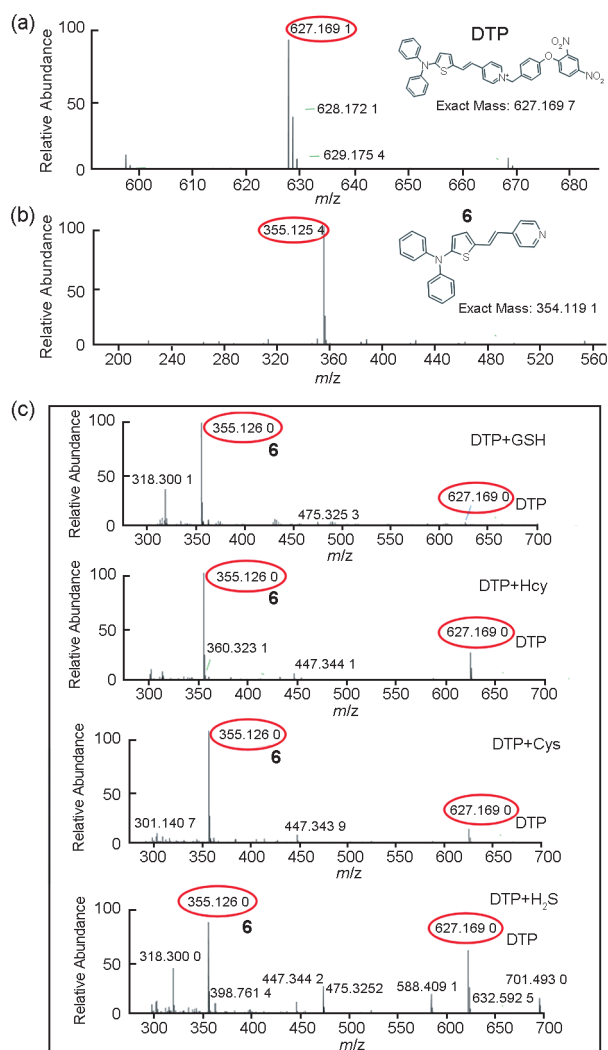 (a)
627.169 1
DTP
Relative Abundance
100
50
0
628.172 1
629.175 4
N
S
N+
O
O2N
NO2
Exact Mass: 627.169 7
600 620 640 660 680
m/z
(b)
355.125 4
6
Relative Abundance
100
50
0
N
S
N
Exact Mass: 354.119 1
200 240 280 320 360 400 440 480 520 560
m/z
(c)
Relative Abundance
100
50
0
355.126 0
6
DTP+GSH
318.300 1
475.325 3
627.169 0
DTP
300 350 400 450 500 550 600 650 700
m/z
Relative Abundance
100
50
0
355.126 0
6
DTP+Hcy
360.323 1
447.344 1
627.169 0
DTP
300 350 400 450 500 550 600 650 700
m/z
Relative Abundance
100
50
0
355.126 0
6
DTP+Cys
301.140 7
447.343 9
627.169 0
DTP
300 350 400 450 500 550 600 650 700
m/z
Relative Abundance
100
50
0
355.126 0
6
DTP+H2S
318.300 0
398.761 4
447.344 2
475.3252
588.409 1
627.169 0
DTP
632.592 5
701.493 0
300 350 400 450 500 550 600 650 700
m/z